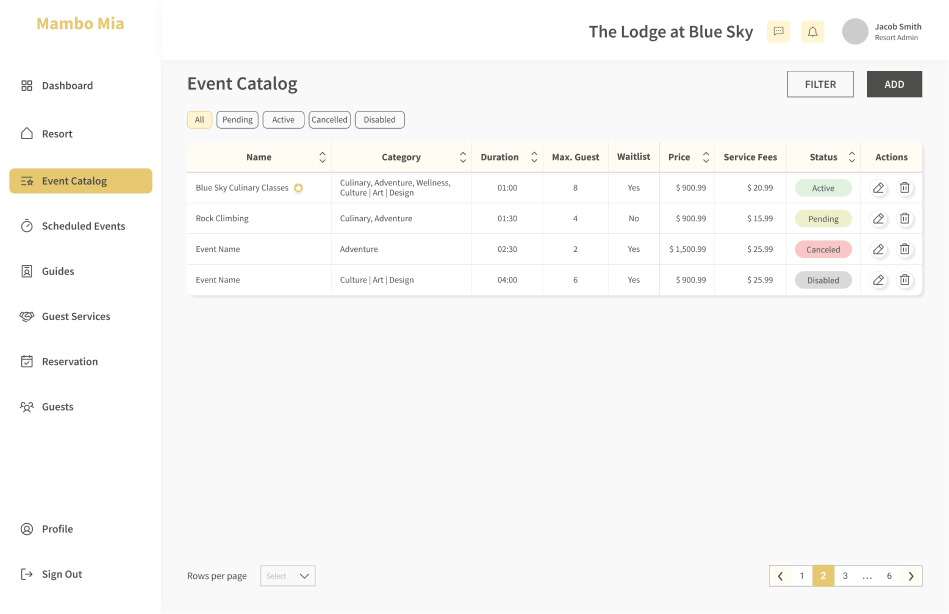 Mambo Mia
The Lodge at Blue Sky
Jacob Smith
Resort Admin
Dashboard
Resort
Event Catalog
Scheduled Events
Guides
Guest Services
Reservation
Guests
Profile
Sign Out
Event Catalog
FILTER
ADD
All Pending Active Cancelled Disabled
Name Category Duration Max. Guest Waitlist Price Service Fees Status Actions
Blue Sky Culinary Classes Culinary, Adventure, Wellness, 01:00 8 Yes $ 900.99 $ 20.99 Active
Culture | Art | Design
Rock Climbing Culinary, Adventure 01:30 4 No $ 900.99 $ 15.99 Pending
Event Name Adventure 02:30 2 Yes $ 1,500.99 $ 25.99 Canceled
Event Name Culture | Art | Design 04:00 6 Yes $ 900.99 $ 25.99 Disabled
Rows per page Select
1 2 3 ... 6